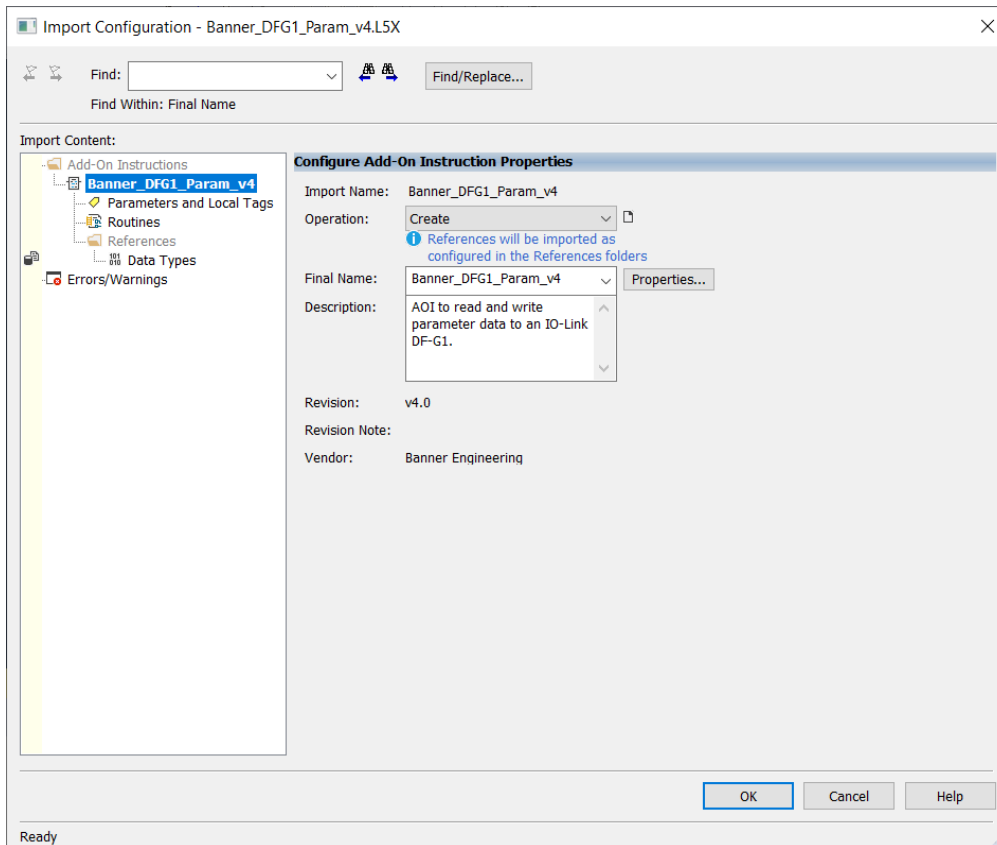 Import Configuration - Banner_DFG1_Param_v4.L5X
Find:
Find/Replace...
Find Within: Final Name
Import Content:
Add-On Instructions
Banner_DFG1_Param_v4
Parameters and Local Tags
Routines
References
Data Types
Errors/Warnings
Configure Add-On Instruction Properties
Import Name: Banner_DFG1_Param_v4
Operation: Create
References will be imported as
configured in the References folders
Final Name: Banner_DFG1_Param_v4 Properties...
Description: AOI to read and write
parameter data to an IO-Link
DF-G1.
Revision: v4.0
Revision Note:
Vendor: Banner Engineering
OK Cancel Help
Ready